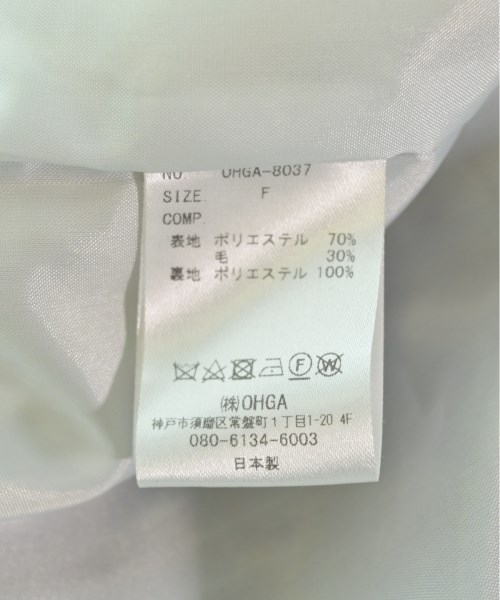 NO. OHGA-8037
SIZE. F
COMP.
表地 ポリエステル 70%
毛 30%
裏地 ポリエステル 100%
㈱OHGA
神戸市須磨区常盤町1丁目1-20 4F
080-6134-6003
日本製